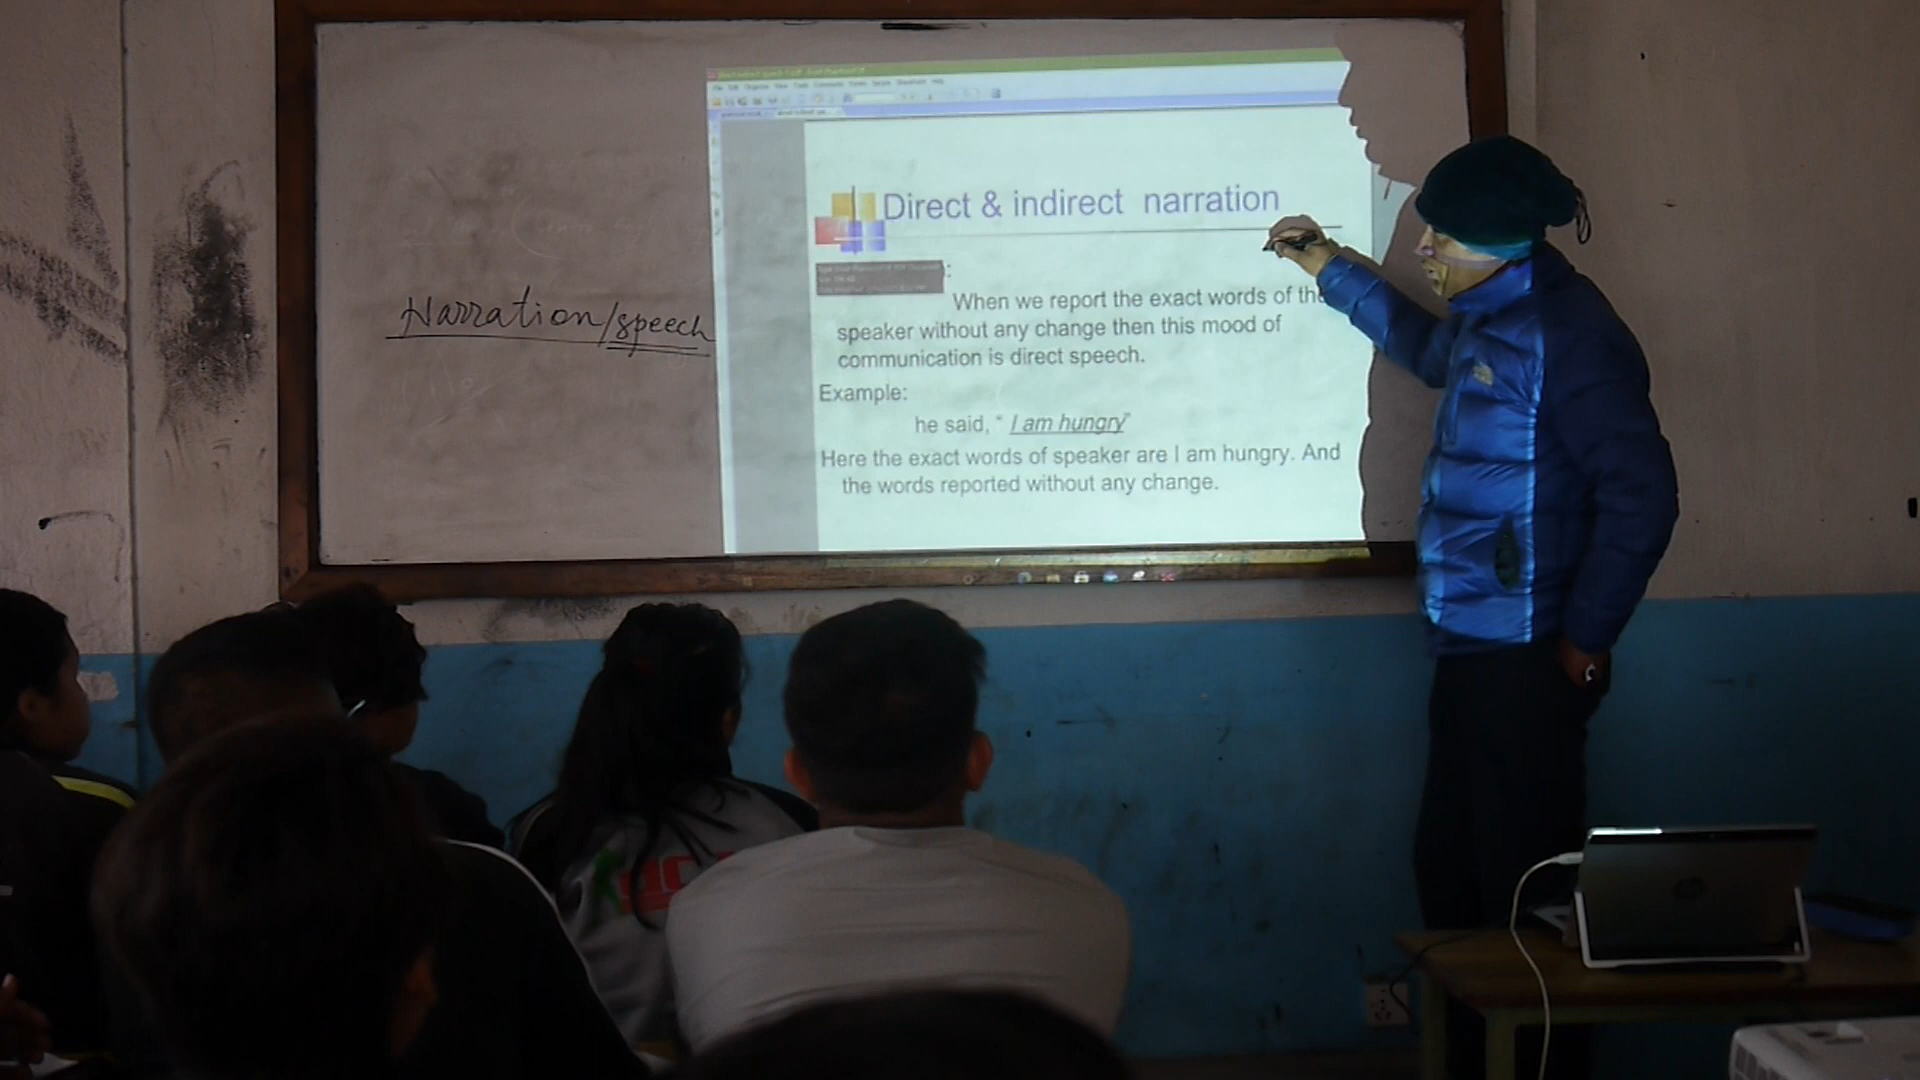 Narration/speech
Direct & indirect narration
:
When we report the exact words of the
speaker without any change then this mood of
communication is direct speech.
Example:
he said, “ I am hungry”
Here the exact words of speaker are I am hungry. And
the words reported without any change.